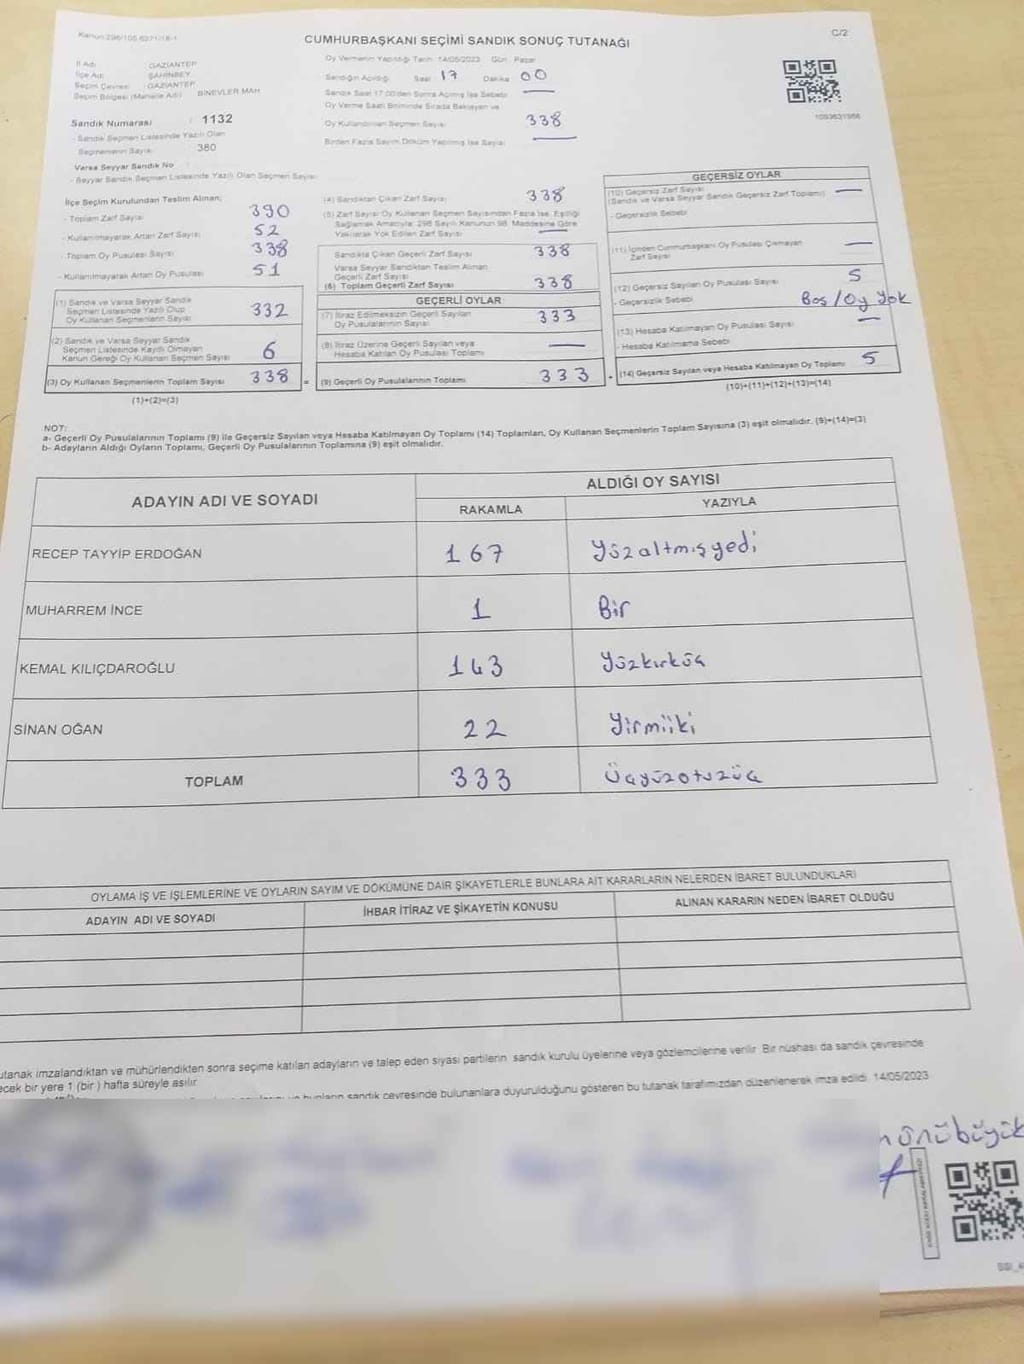 Kanun:298/105 6271/18-1
CUMHURBAŞKANI SEÇİMİ SANDIK SONUÇ TUTANAĞI
C/2
İl Adı : GAZİANTEP
İlçe Adı : ŞAHİNBEY
Seçim Çevresi : GAZİANTEP
Seçim Bölgesi (Mahalle Adı) : BİNEVLER MAH
Sandık Numarası : 1132
- Sandık Seçmen Listesinde Yazılı Olan
Seçmenlerin Sayısı : 380
Varsa Seyyar Sandık No
- Seyyar Sandık Seçmen Listesinde Yazılı Olan Seçmen Sayısı:
Oy Vermenin Yapıldığı Tarih: 14/05/2023 Gün: Pazar
Sandığın Açıldığı Saat 17 Dakika 00
Sandık Saat 17:00'den Sonra Açılmış İse Sebebi
Oy Verme Saati Bitiminde Sırada Bekleyen ve
Oy Kullandırılan Seçmen Sayısı 338
Birden Fazla Sayım Döküm Yapılmış İse Sayısı
İlçe Seçim Kurulundan Teslim Alınan;
- Toplam Zarf Sayısı 390
- Kullanılmayarak Artan Zarf Sayısı 52
- Toplam Oy Pusulası Sayısı 338
- Kullanılmayarak Artan Oy Pusulası 51
(1) Sandık ve Varsa Seyyar Sandık
Seçmen Listesinde Yazılı Olup
Oy Kullanan Seçmenlerin Sayısı 332
(2) Sandık ve Varsa Seyyar Sandık
Seçmen Listesinde Kayıtlı Olmayan
Kanun Gereği Oy Kullanan Seçmen Sayısı 6
(3) Oy Kullanan Seçmenlerin Toplam Sayısı 338 =
(1)+(2)=(3)
(4) Sandıktan Çıkan Zarf Sayısı 338
(5) Zarf Sayısı Oy Kullanan Seçmen Sayısından Fazla İse, Eşitliği
Sağlamak Amacıyla; 298 Sayılı Kanunun 98. Maddesine Göre
Yakılarak Yok Edilen Zarf Sayısı
Sandıkta Çıkan Geçerli Zarf Sayısı 338
Varsa Seyyar Sandıktan Teslim Alınan
Geçerli Zarf Sayısı
(6) Toplam Geçerli Zarf Sayısı 338
GEÇERLİ OYLAR
(7) İtiraz Edilmeksizin Geçerli Sayılan
Oy Pusulalarının Sayısı 333
(8) İtiraz Üzerine Geçerli Sayılan veya
Hesaba Katılan Oy Pusulası Toplamı
(9) Geçerli Oy Pusulalarının Toplamı 333 +
GEÇERSİZ OYLAR
(10) Geçersiz Zarf Sayısı
(Sandık ve Varsa Seyyar Sandık Geçersiz Zarf Toplamı)
- Geçersizlik Sebebi
(11) İçinden Cumhurbaşkanı Oy Pusulası Çıkmayan
Zarf Sayısı
(12) Geçersiz Sayılan Oy Pusulası Sayısı 5
- Geçersizlik Sebebi Boş/Oy Yok
(13) Hesaba Katılmayan Oy Pusulası Sayısı
- Hesaba Katılmama Sebebi
(14) Geçersiz Sayılan veya Hesaba Katılmayan Oy Toplamı 5
(10)+(11)+(12)+(13)=(14)
NOT:
a- Geçerli Oy Pusulalarının Toplamı (9) ile Geçersiz Sayılan veya Hesaba Katılmayan Oy Toplamı (14) Toplamları, Oy Kullanan Seçmenlerin Toplam Sayısına (3) eşit olmalıdır. (9)+(14)=(3)
b- Adayların Aldığı Oyların Toplamı, Geçerli Oy Pusulalarının Toplamına (9) eşit olmalıdır.
ADAYIN ADI VE SOYADI
ALDIĞI OY SAYISI
RAKAMLA YAZIYLA
RECEP TAYYİP ERDOĞAN 167 Yüzaltmışyedi
MUHARREM İNCE 1 Bir
KEMAL KILIÇDAROĞLU 143 Yüzkırküç
SİNAN OĞAN 22 Yirmiiki
TOPLAM 333 Üçyüzotuzüç
OYLAMA İŞ VE İŞLEMLERİNE VE OYLARIN SAYIM VE DÖKÜMÜNE DAİR ŞİKAYETLERLE BUNLARA AİT KARARLARIN NELERDEN İBARET BULUNDUKLARI
ADAYIN ADI VE SOYADI İHBAR İTİRAZ VE ŞİKAYETİN KONUSU ALINAN KARARIN NEDEN İBARET OLDUĞU
utanak imzalandıktan ve mühürlendikten sonra seçime katılan adayların ve talep eden siyasi partilerin sandık kurulu üyelerine veya gözlemcilerine verilir. Bir nüshası da sandık çevresinde
ecek bir yere 1 (bir) hafta süreyle asılır.
bunların sandık çevresinde bulunanlara duyurulduğunu gösteren bu tutanak tarafımızdan düzenlenerek imza edildi. 14/05/2023